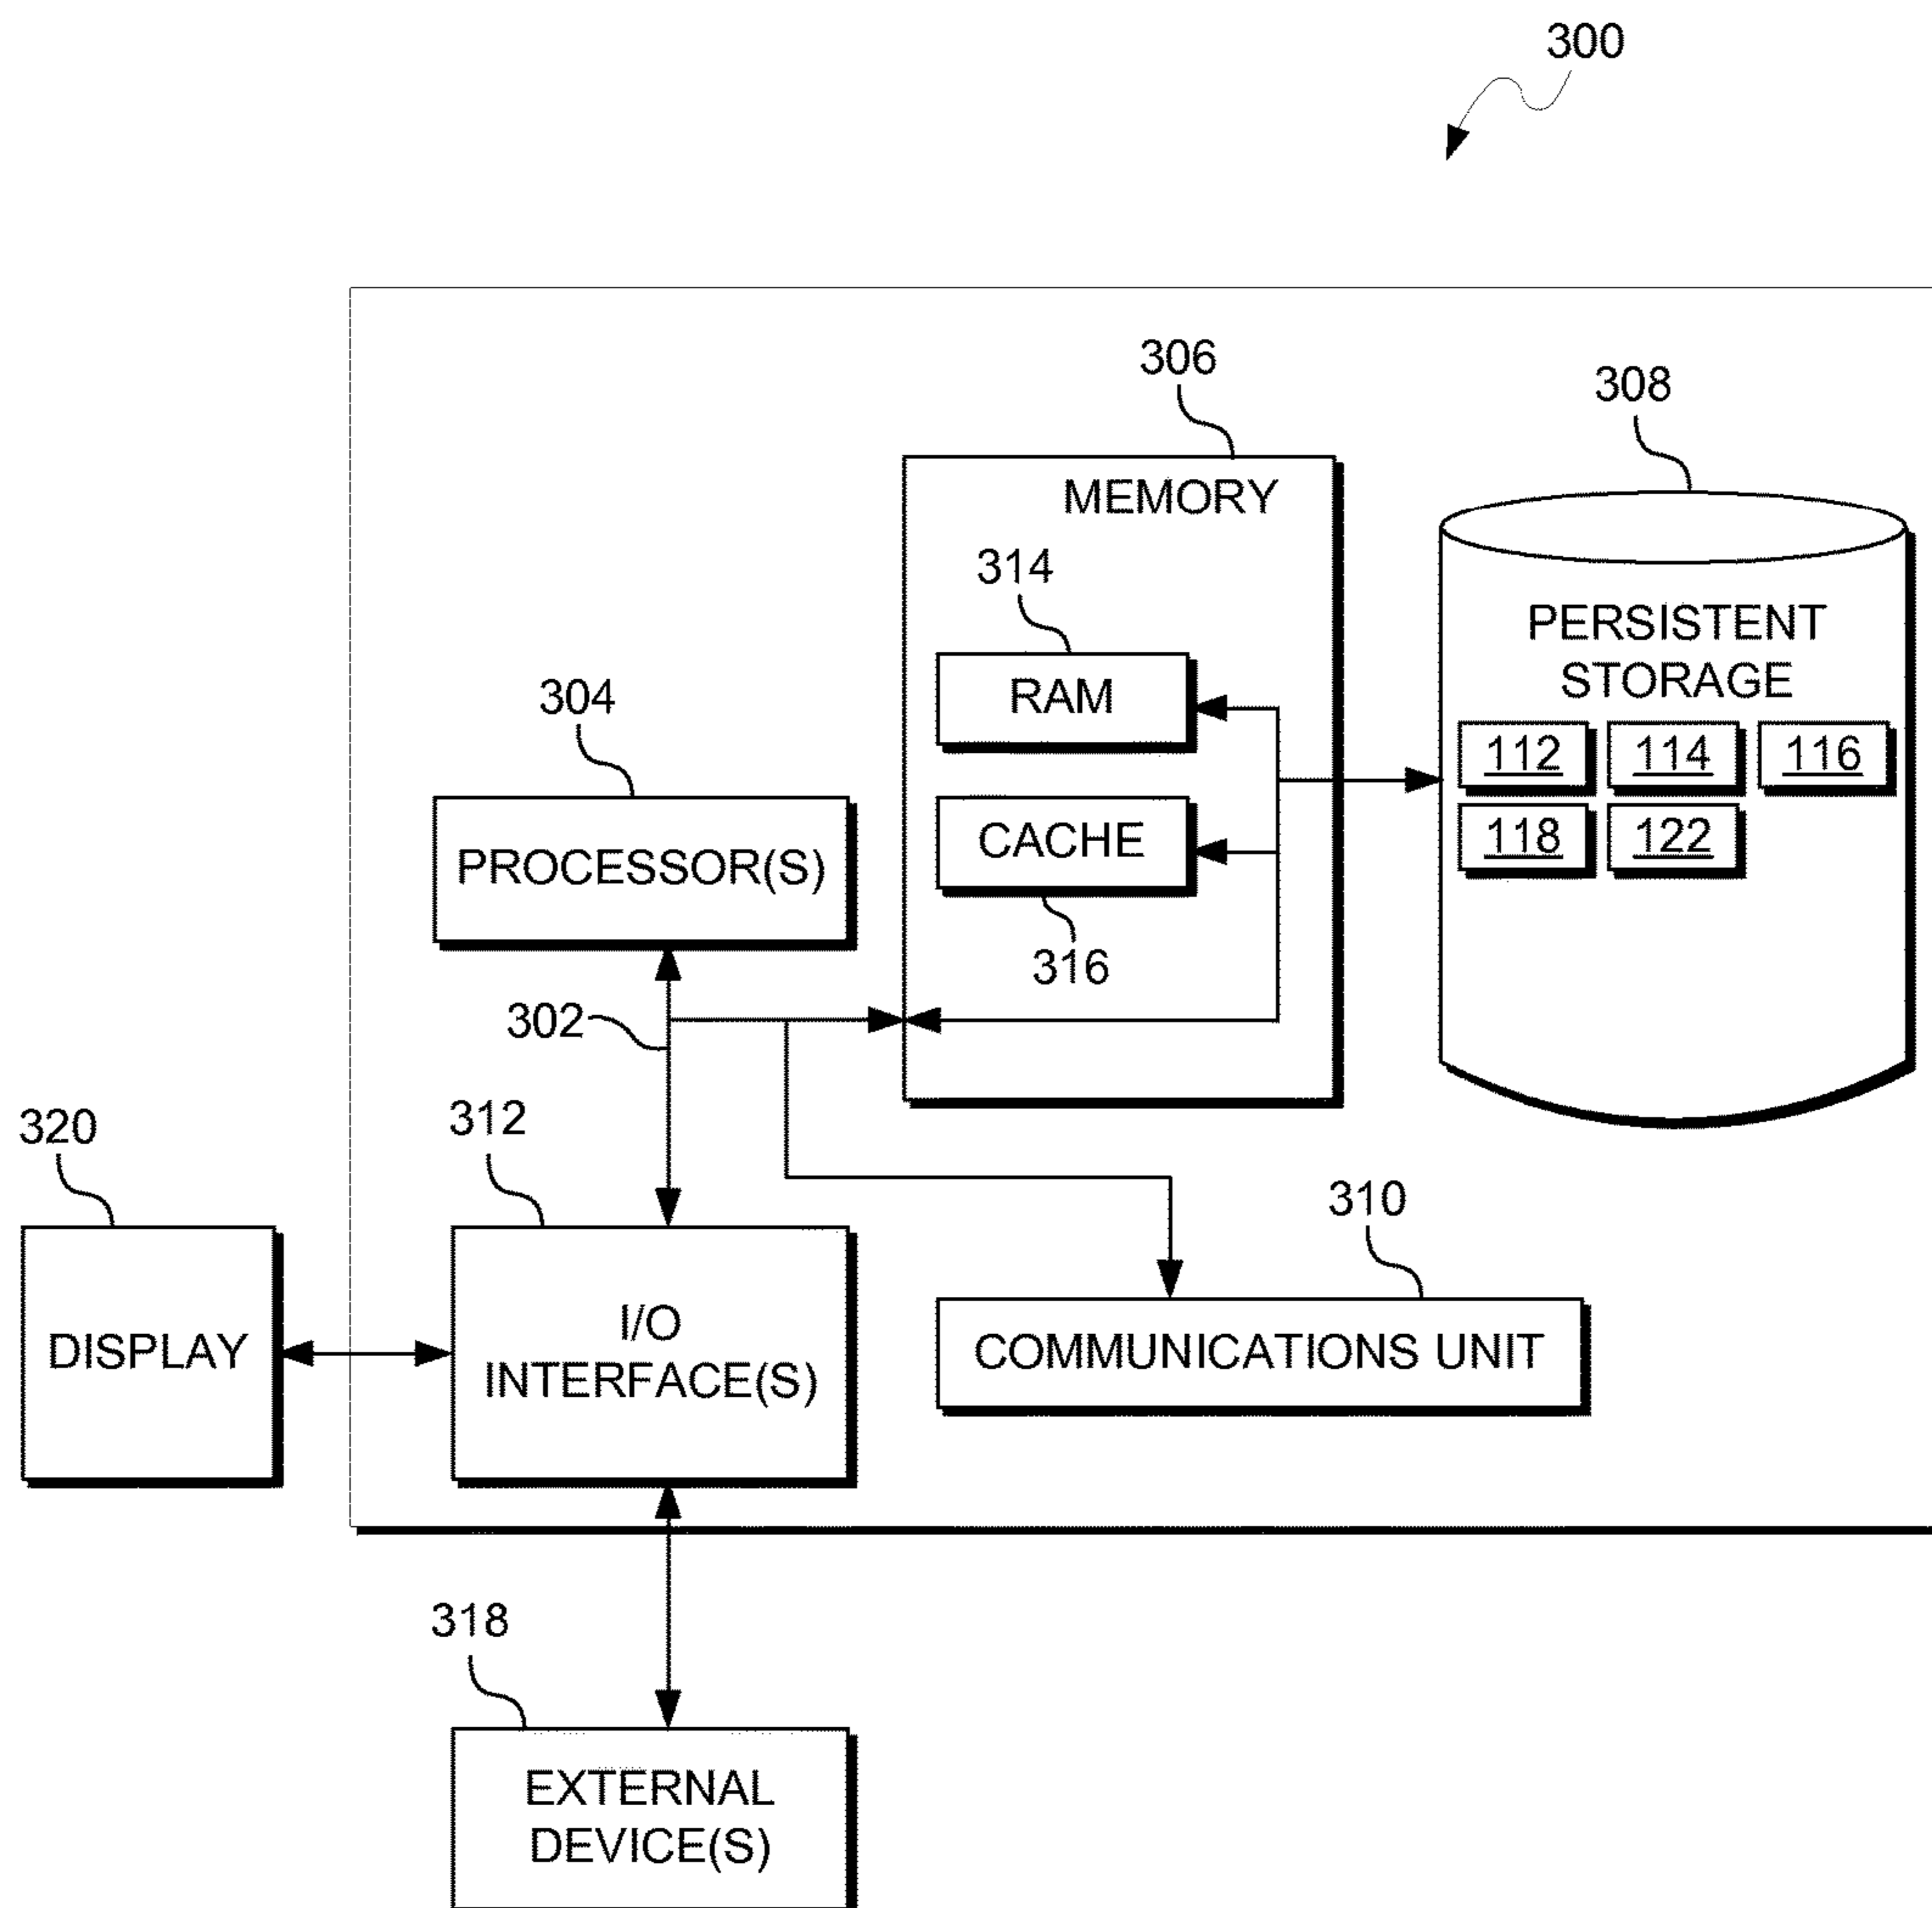 300
306
308
MEMORY
314
PERSISTENT
STORAGE
RAM
304
112 114 116
CACHE
118 122
PROCESSOR(S)
316
302
320
312
310
I/O
INTERFACE(S)
DISPLAY
COMMUNICATIONS UNIT
318
EXTERNAL
DEVICE(S)